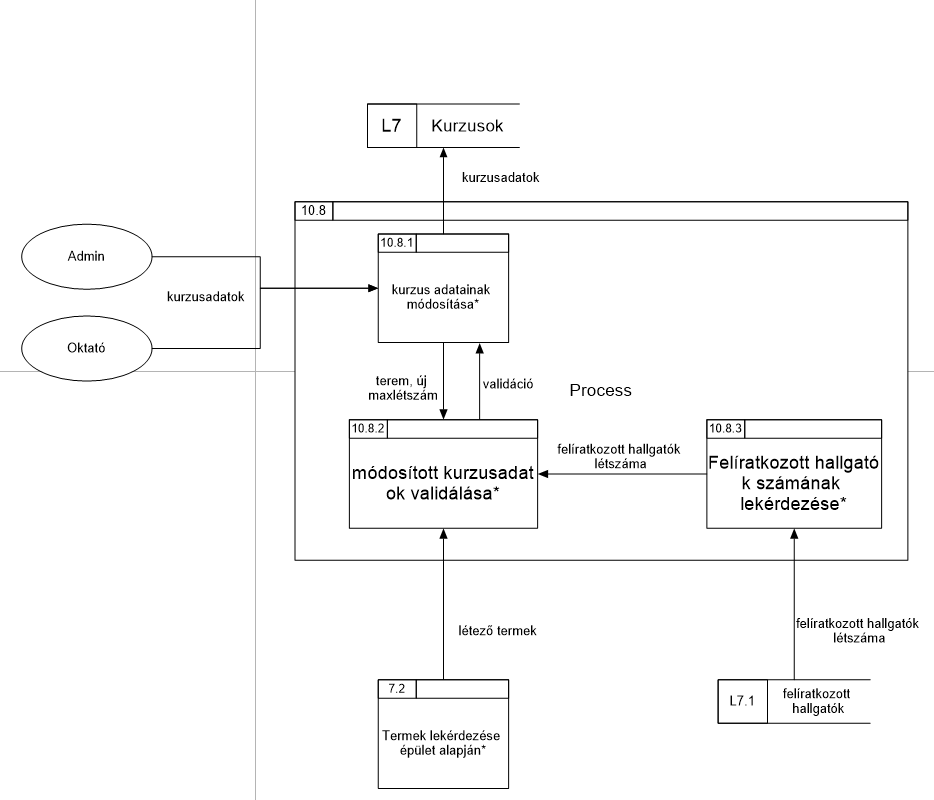 L7 Kurzusok
kurzusadatok
10.8
10.8.1
Admin
kurzus adatainak
módosítása*
kurzusadatok
Oktató
terem, új
maxlétszám
validáció
Process
10.8.2
módosított kurzusadat
ok validálása*
felíratkozott hallgatók
létszáma
10.8.3
Felíratkozott hallgató
k számának
lekérdezése*
létező termek
felíratkozott hallgatók
létszáma
7.2
Termek lekérdezése
épület alapján*
L7.1
felíratkozott
hallgatók